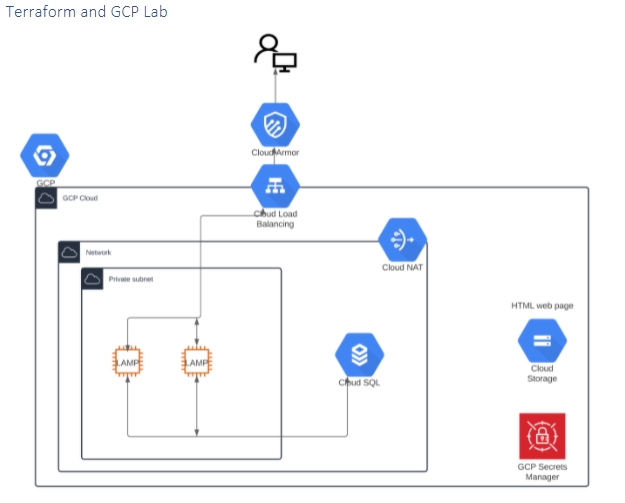 Terraform and GCP Lab
Cloud Armor
GCP
GCP Cloud
Cloud Load
Balancing
Network
Cloud NAT
Private subnet
HTML web page
LAMP
LAMP
Cloud SQL
Cloud
Storage
GCP Secrets
Manager